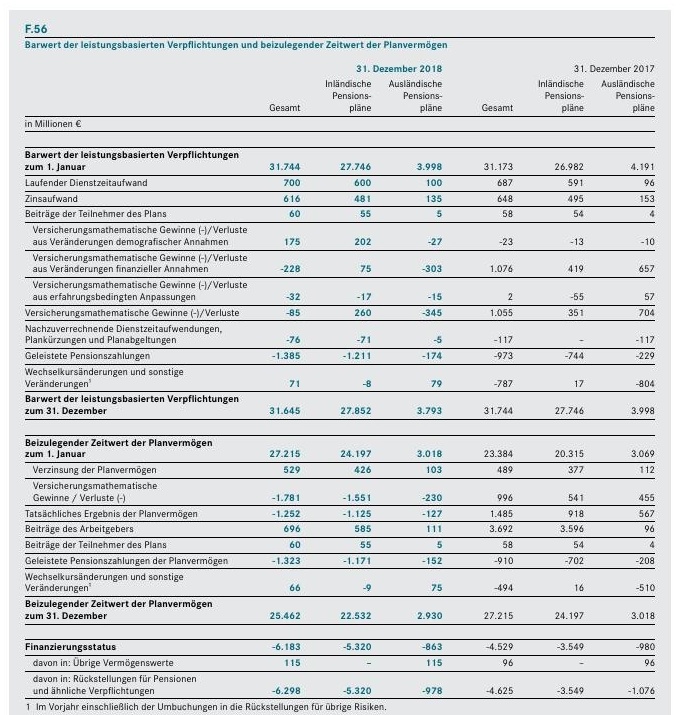 F.56
Barwert der leistungsbasierten Verpflichtungen und beizulegender Zeitwert der Planvermögen
31. Dezember 2018 31. Dezember 2017
Inländische Ausländische Inländische Ausländische
Pensions- Pensions- Pensions- Pensions-
Gesamt pläne pläne Gesamt pläne pläne
in Millionen €
Barwert der leistungsbasierten Verpflichtungen
zum 1. Januar 31.744 27.746 3.998 31.173 26.982 4.191
Laufender Dienstzeitaufwand 700 600 100 687 591 96
Zinsaufwand 616 481 135 648 495 153
Beiträge der Teilnehmer des Plans 60 55 5 58 54 4
Versicherungsmathematische Gewinne (-)/Verluste
aus Veränderungen demografischer Annahmen 175 202 -27 -23 -13 -10
Versicherungsmathematische Gewinne (-)/Verluste
aus Veränderungen finanzieller Annahmen -228 75 -303 1.076 419 657
Versicherungsmathematische Gewinne (-)/Verluste
aus erfahrungsbedingten Anpassungen -32 -17 -15 2 -55 57
Versicherungsmathematische Gewinne (-)/Verluste -85 260 -345 1.055 351 704
Nachzuverrechnende Dienstzeitaufwendungen,
Plankürzungen und Planabgeltungen -76 -71 -5 -117 – -117
Geleistete Pensionszahlungen -1.385 -1.211 -174 -973 -744 -229
Wechselkursänderungen und sonstige
Veränderungen¹ 71 -8 79 -787 17 -804
Barwert der leistungsbasierten Verpflichtungen
zum 31. Dezember 31.645 27.852 3.793 31.744 27.746 3.998
Beizulegender Zeitwert der Planvermögen
zum 1. Januar 27.215 24.197 3.018 23.384 20.315 3.069
Verzinsung der Planvermögen 529 426 103 489 377 112
Versicherungsmathematische
Gewinne / Verluste (-) -1.781 -1.551 -230 996 541 455
Tatsächliches Ergebnis der Planvermögen -1.252 -1.125 -127 1.485 918 567
Beiträge des Arbeitgebers 696 585 111 3.692 3.596 96
Beiträge der Teilnehmer des Plans 60 55 5 58 54 4
Geleistete Pensionszahlungen der Planvermögen -1.323 -1.171 -152 -910 -702 -208
Wechselkursänderungen und sonstige
Veränderungen¹ 66 -9 75 -494 16 -510
Beizulegender Zeitwert der Planvermögen
zum 31. Dezember 25.462 22.532 2.930 27.215 24.197 3.018
Finanzierungsstatus -6.183 -5.320 -863 -4.529 -3.549 -980
davon in: Übrige Vermögenswerte 115 – 115 96 – 96
davon in: Rückstellungen für Pensionen
und ähnliche Verpflichtungen -6.298 -5.320 -978 -4.625 -3.549 -1.076
1 Im Vorjahr einschließlich der Umbuchungen in die Rückstellungen für übrige Risiken.